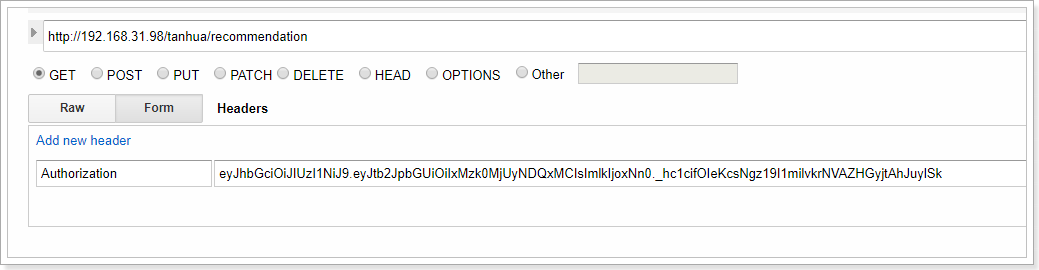 http://192.168.31.98/tanhua/recommendation
GET POST PUT PATCH DELETE HEAD OPTIONS Other
Raw Form Headers
Add new header
Authorization eyJhbGciOiJIUzI1NiJ9.eyJtb2JpbGUiOiIxMzk0MjUyNDQxMCIsImlkIjoxNn0._hc1cifOIeKcsNgz19I1milvkrNVAZHGyjtAhJuyISk